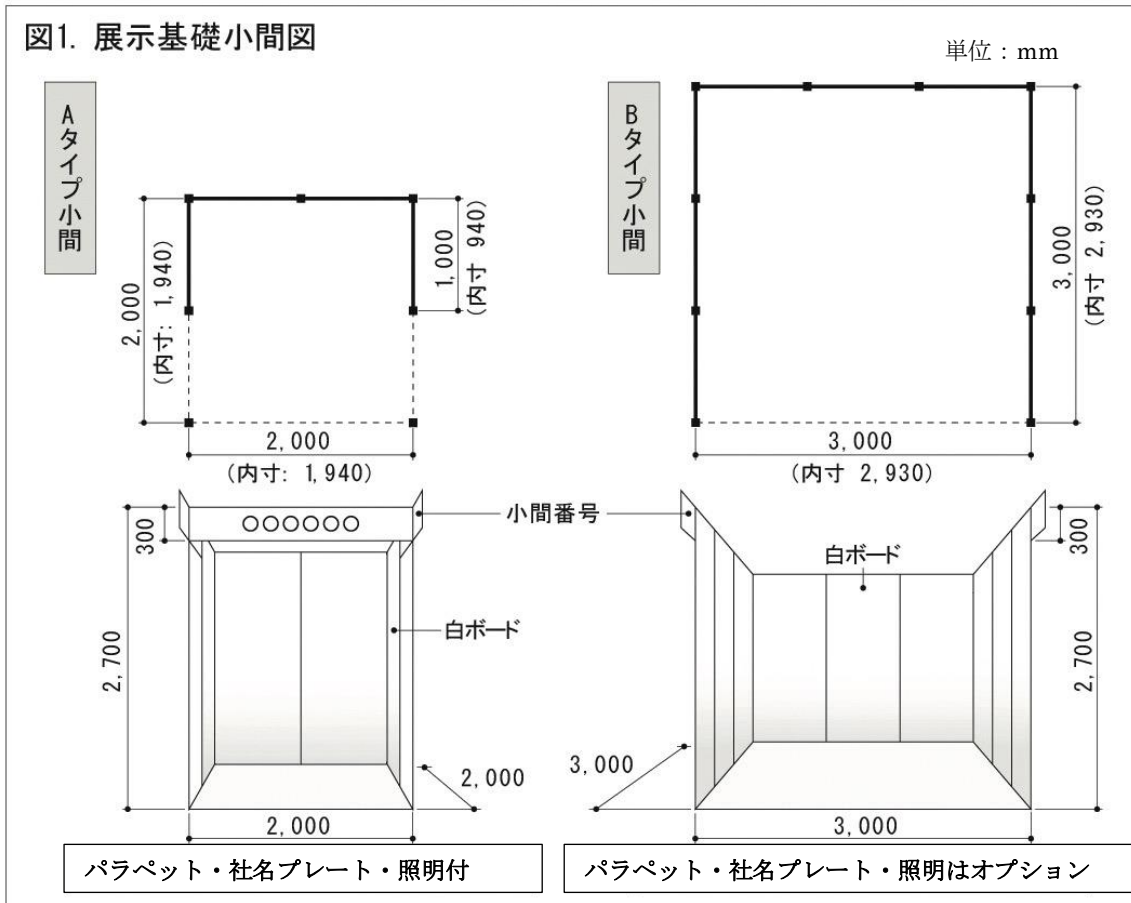 図1. 展示基礎小間図
単位：mm
Aタイプ小間
2,000
(内寸: 1,940)
1,000
(内寸 940)
2,000
(内寸: 1,940)
Bタイプ小間
3,000
(内寸 2,930)
3,000
(内寸 2,930)
300
2,700
○○○○○○
小間番号
白ボード
2,000
2,000
白ボード
300
2,700
3,000
3,000
パラペット・社名プレート・照明付
パラペット・社名プレート・照明はオプション